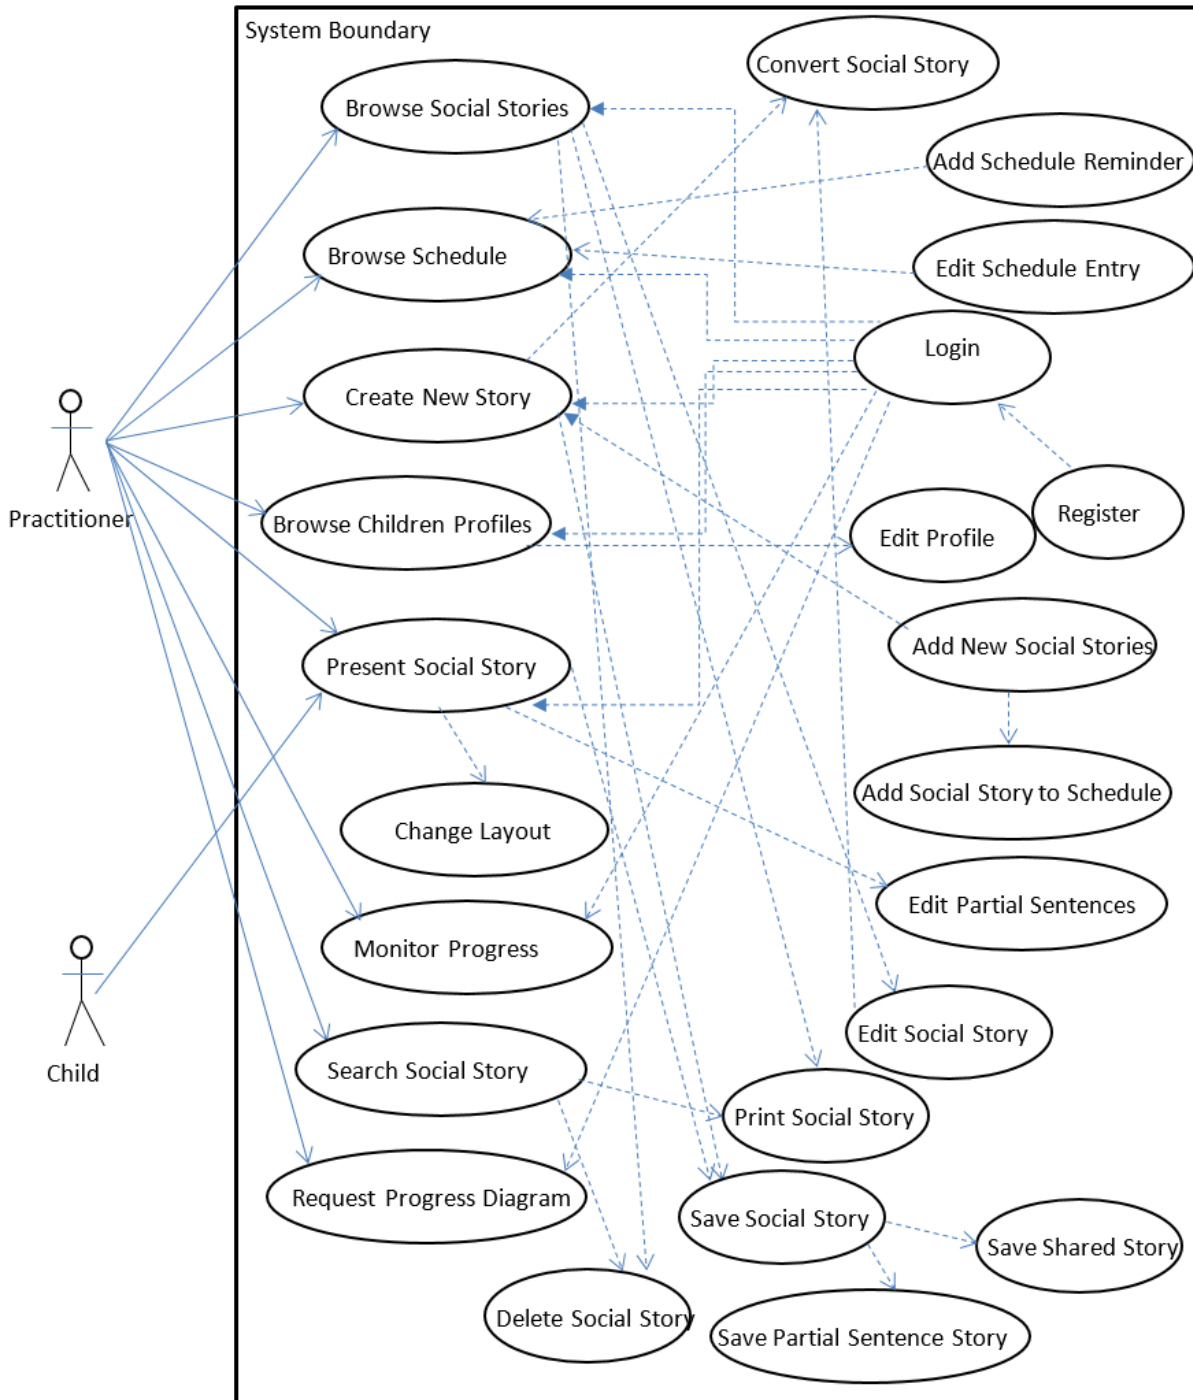 System Boundary
Convert Social Story
Browse Social Stories
Add Schedule Reminder
Browse Schedule
Edit Schedule Entry
Login
Create New Story
Practitioner
Browse Children Profiles
Register
Edit Profile
Add New Social Stories
Present Social Story
Add Social Story to Schedule
Change Layout
Edit Partial Sentences
Monitor Progress
Edit Social Story
Child
Search Social Story
Print Social Story
Request Progress Diagram
Save Social Story
Save Shared Story
Delete Social Story
Save Partial Sentence Story